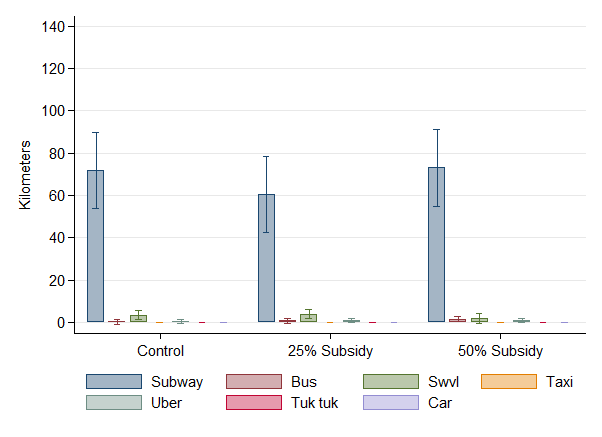 140
120
100
80
60
40
20
0
Kilometers
Control 25% Subsidy 50% Subsidy
Subway Bus Swvl Taxi
Uber Tuk tuk Car